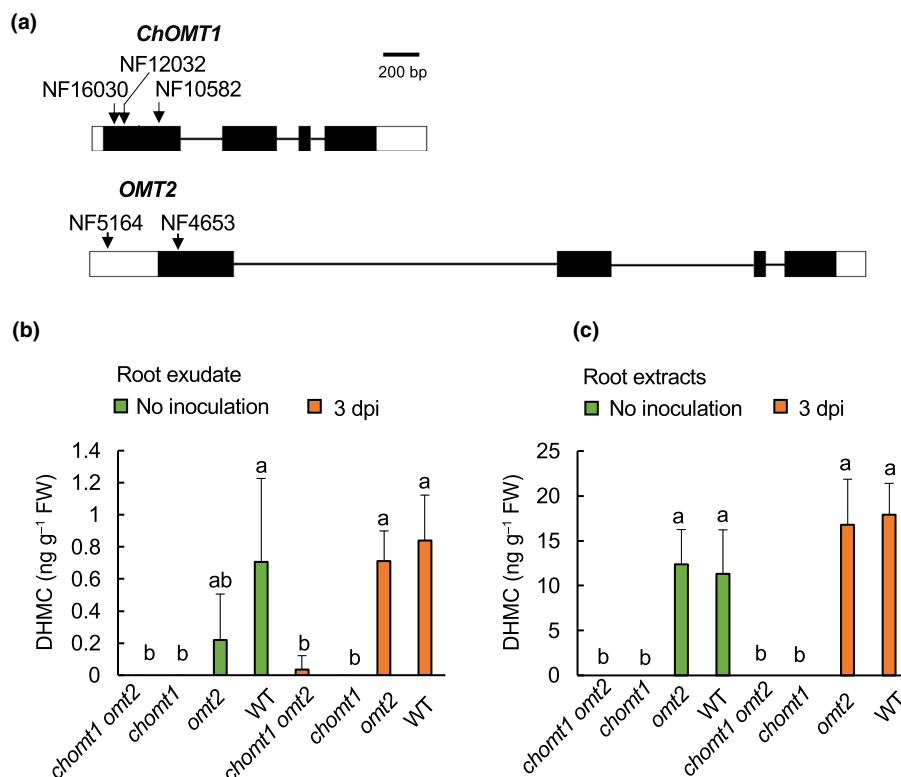 (a)
ChOMT1
NF12032
NF16030 NF10582
200 bp
OMT2
NF5164 NF4653
(b)
Root exudate
No inoculation 3 dpi
DHMC (ng g⁻¹ FW)
1.4
1.2
1
0.8
0.6
0.4
0.2
0
b b ab a b b a a
chomt1 omt2
chomt1
omt2
WT
chomt1 omt2
chomt1
omt2
WT
(c)
Root extracts
No inoculation 3 dpi
DHMC (ng g⁻¹ FW)
25
20
15
10
5
0
b b a a b b a a
chomt1 omt2
chomt1
omt2
WT
chomt1 omt2
chomt1
omt2
WT